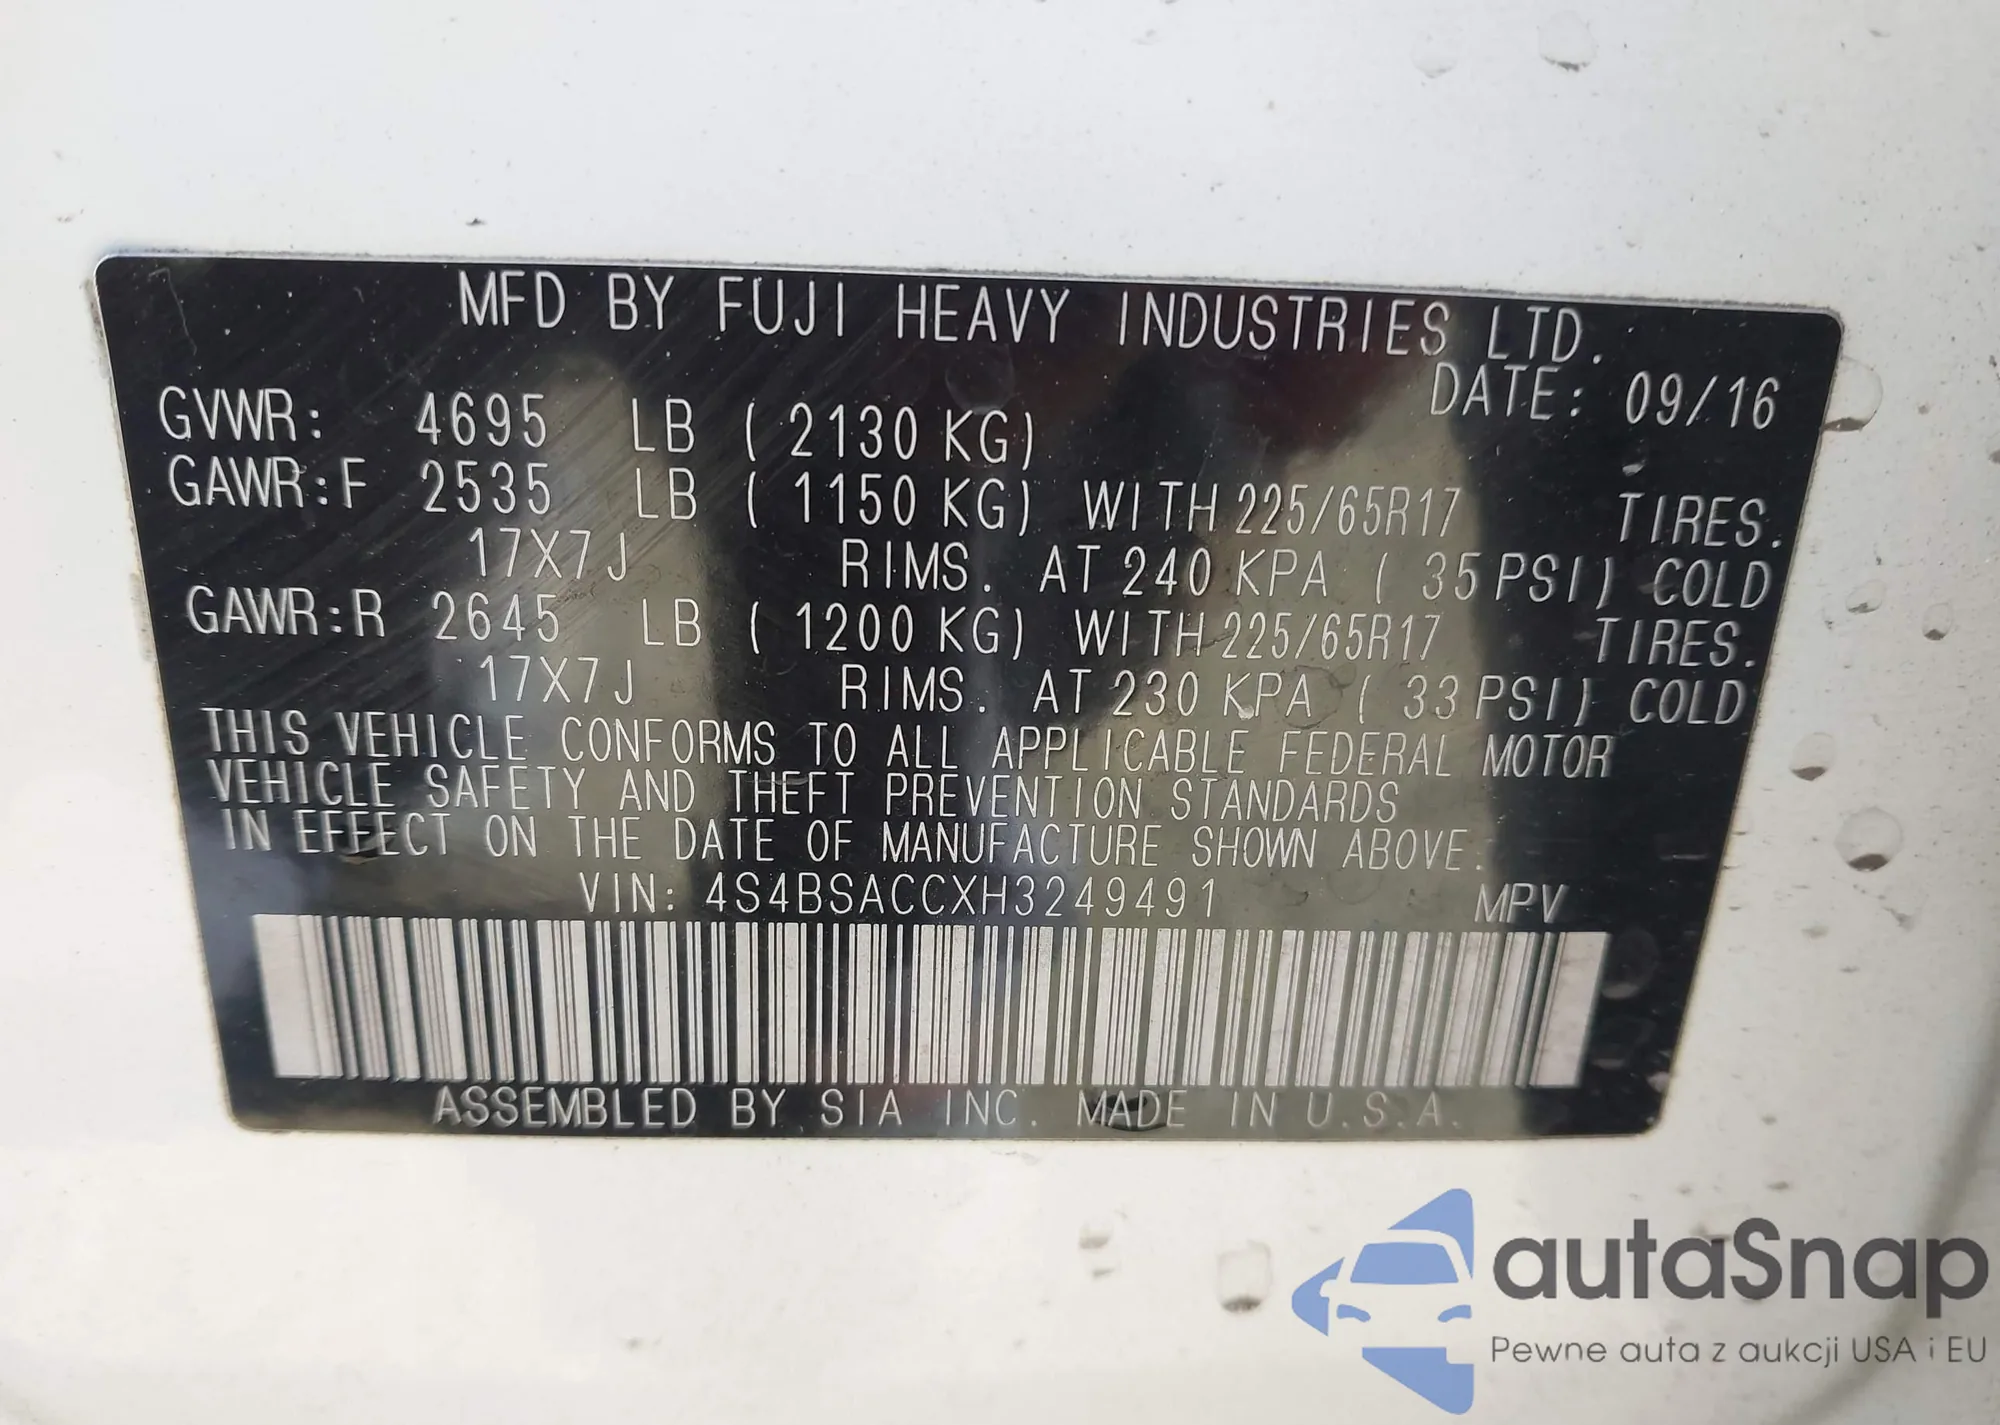 MFD BY FUJI HEAVY INDUSTRIES LTD.
DATE: 09/16
GVWR: 4695 LB ( 2130 KG)
GAWR:F 2535 LB ( 1150 KG) WITH 225/65R17 TIRES.
17X7J RIMS. AT 240 KPA ( 35 PSI) COLD
GAWR:R 2645 LB ( 1200 KG) WITH 225/65R17 TIRES.
17X7J RIMS. AT 230 KPA ( 33 PSI) COLD
THIS VEHICLE CONFORMS TO ALL APPLICABLE FEDERAL MOTOR
VEHICLE SAFETY AND THEFT PREVENTION STANDARDS
IN EFFECT ON THE DATE OF MANUFACTURE SHOWN ABOVE.
VIN: 4S4BSACCXH3249491 MPV
ASSEMBLED BY SIA INC. MADE IN U.S.A.
autaSnap
Pewne auta z aukcji USA i EU